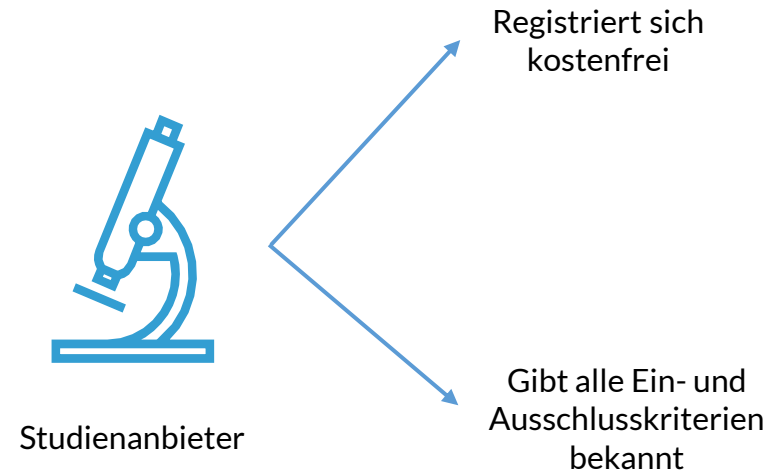 Registriert sich
kostenfrei
Studienanbieter
Gibt alle Ein- und
Ausschlusskriterien
bekannt